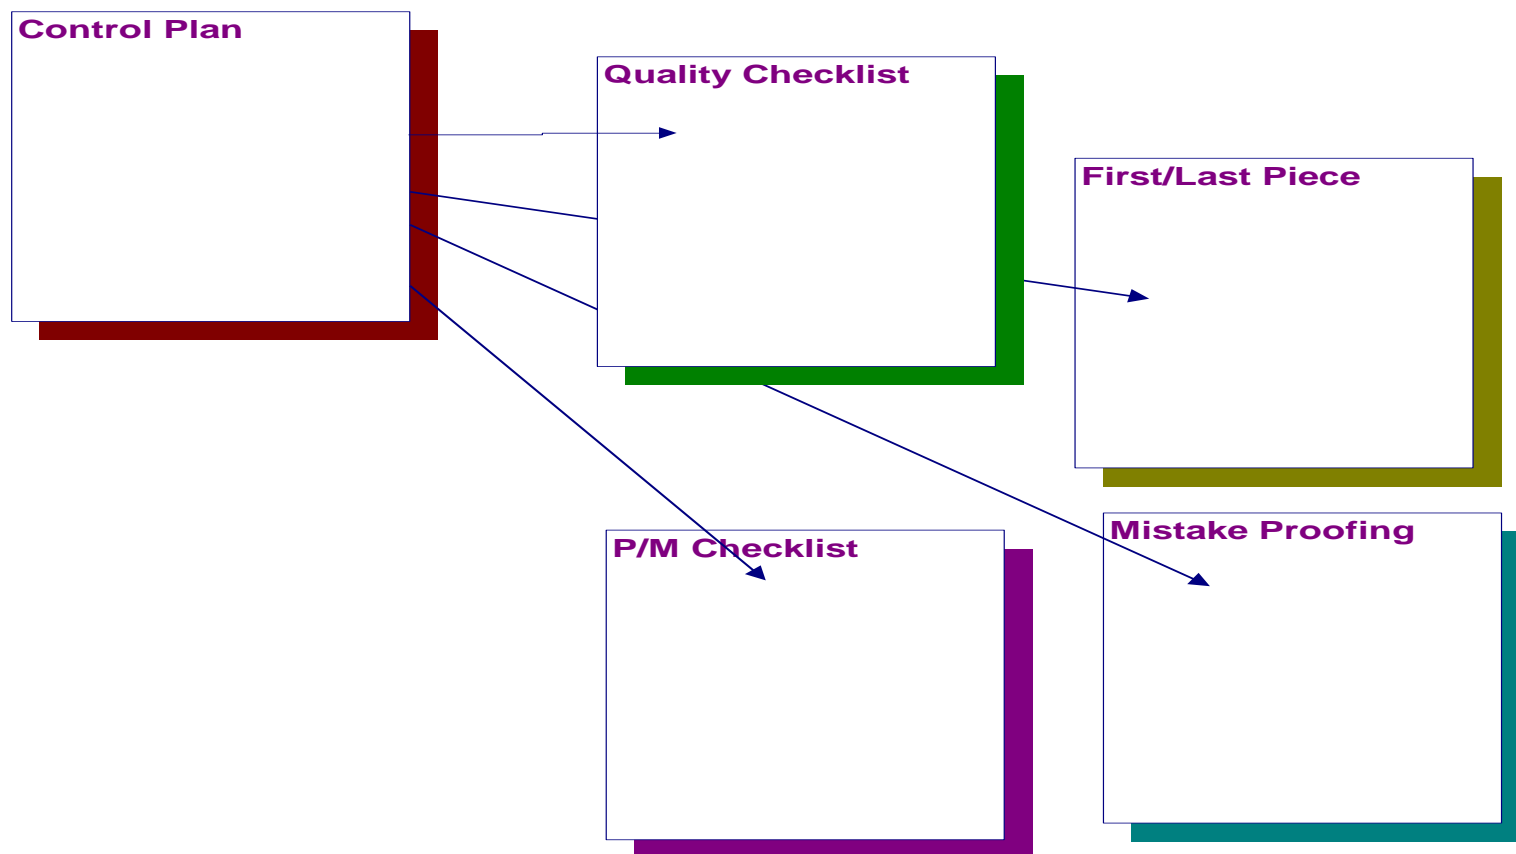 Control Plan
Quality Checklist
First/Last Piece
P/M Checklist
Mistake Proofing